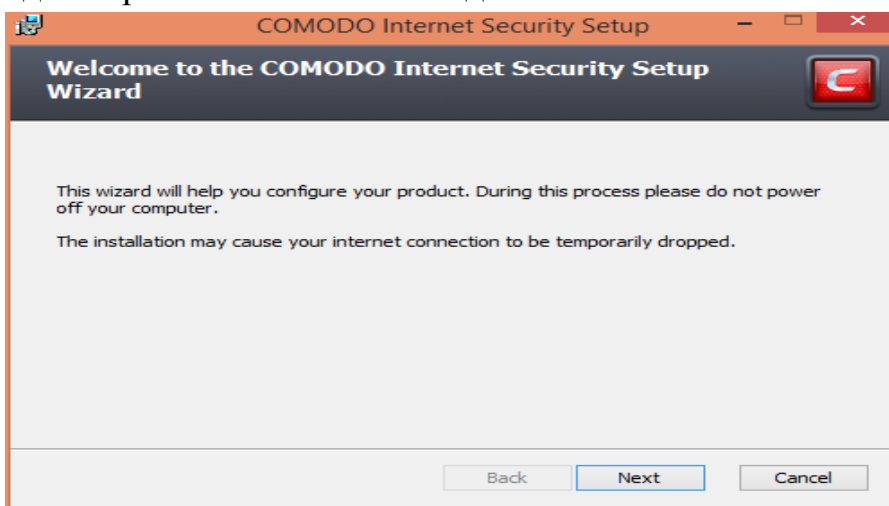 COMODO Internet Security Setup
Welcome to the COMODO Internet Security Setup
Wizard
This wizard will help you configure your product. During this process please do not power
off your computer.
The installation may cause your internet connection to be temporarily dropped.
Back Next Cancel